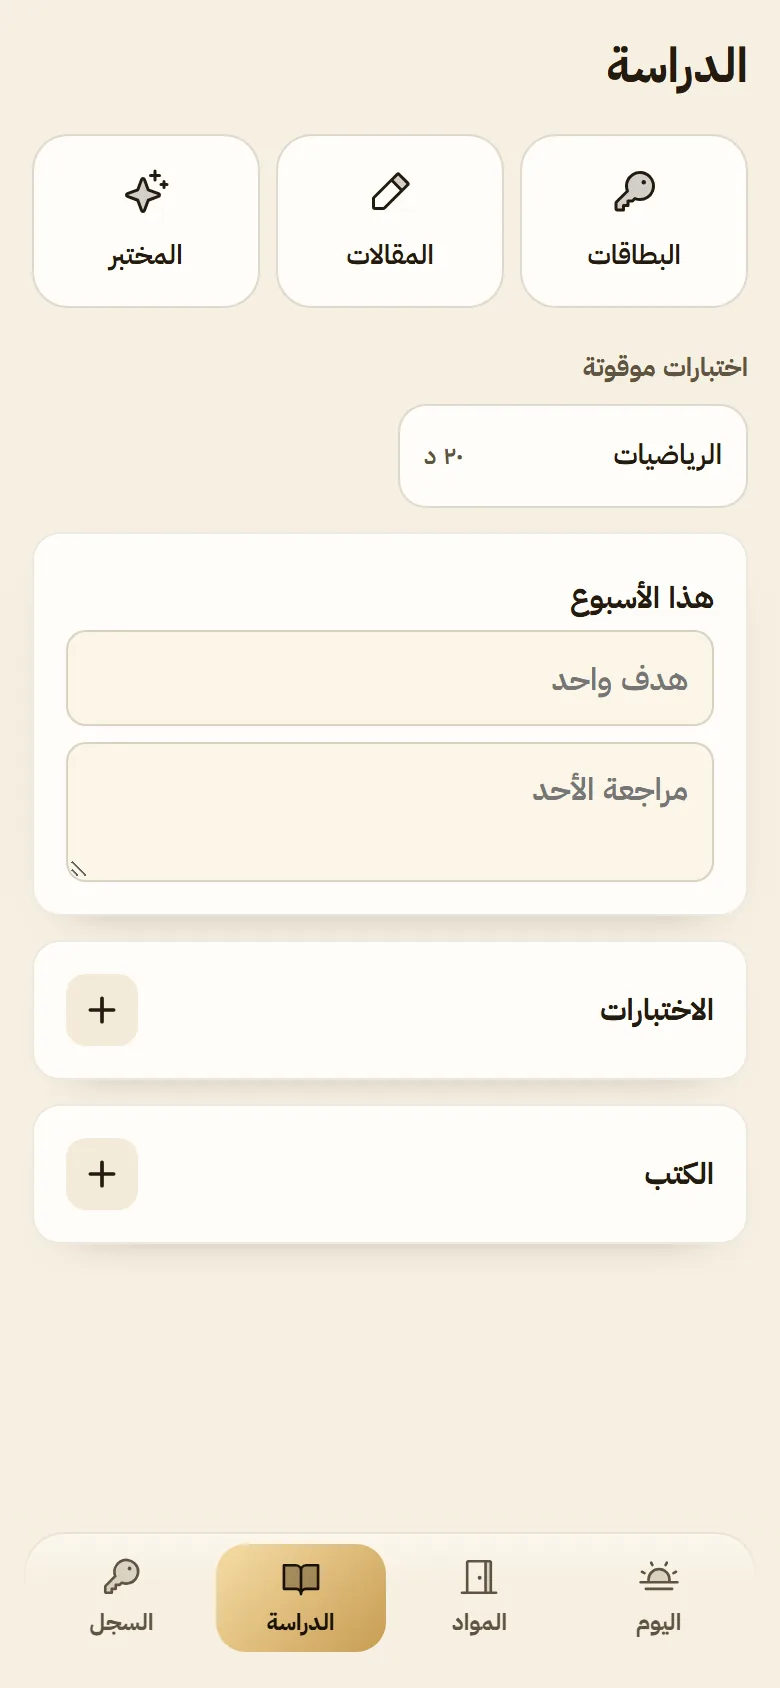 الدراسة
البطاقات
المقالات
المختبر
اختبارات موقوتة
الرياضيات
٢٠ د
هذا الأسبوع
هدف واحد
مراجعة الأحد
الاختبارات
الكتب
اليوم
المواد
الدراسة
السجل